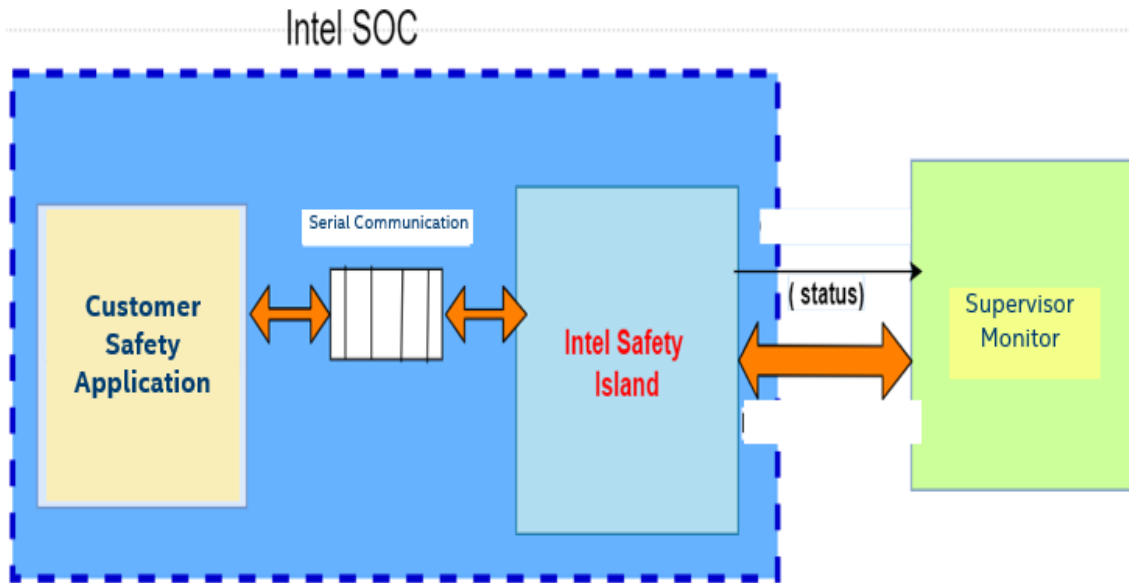 Intel SOC
Serial Communication
Customer
Safety
Application
Intel Safety
Island
( status)
Supervisor
Monitor